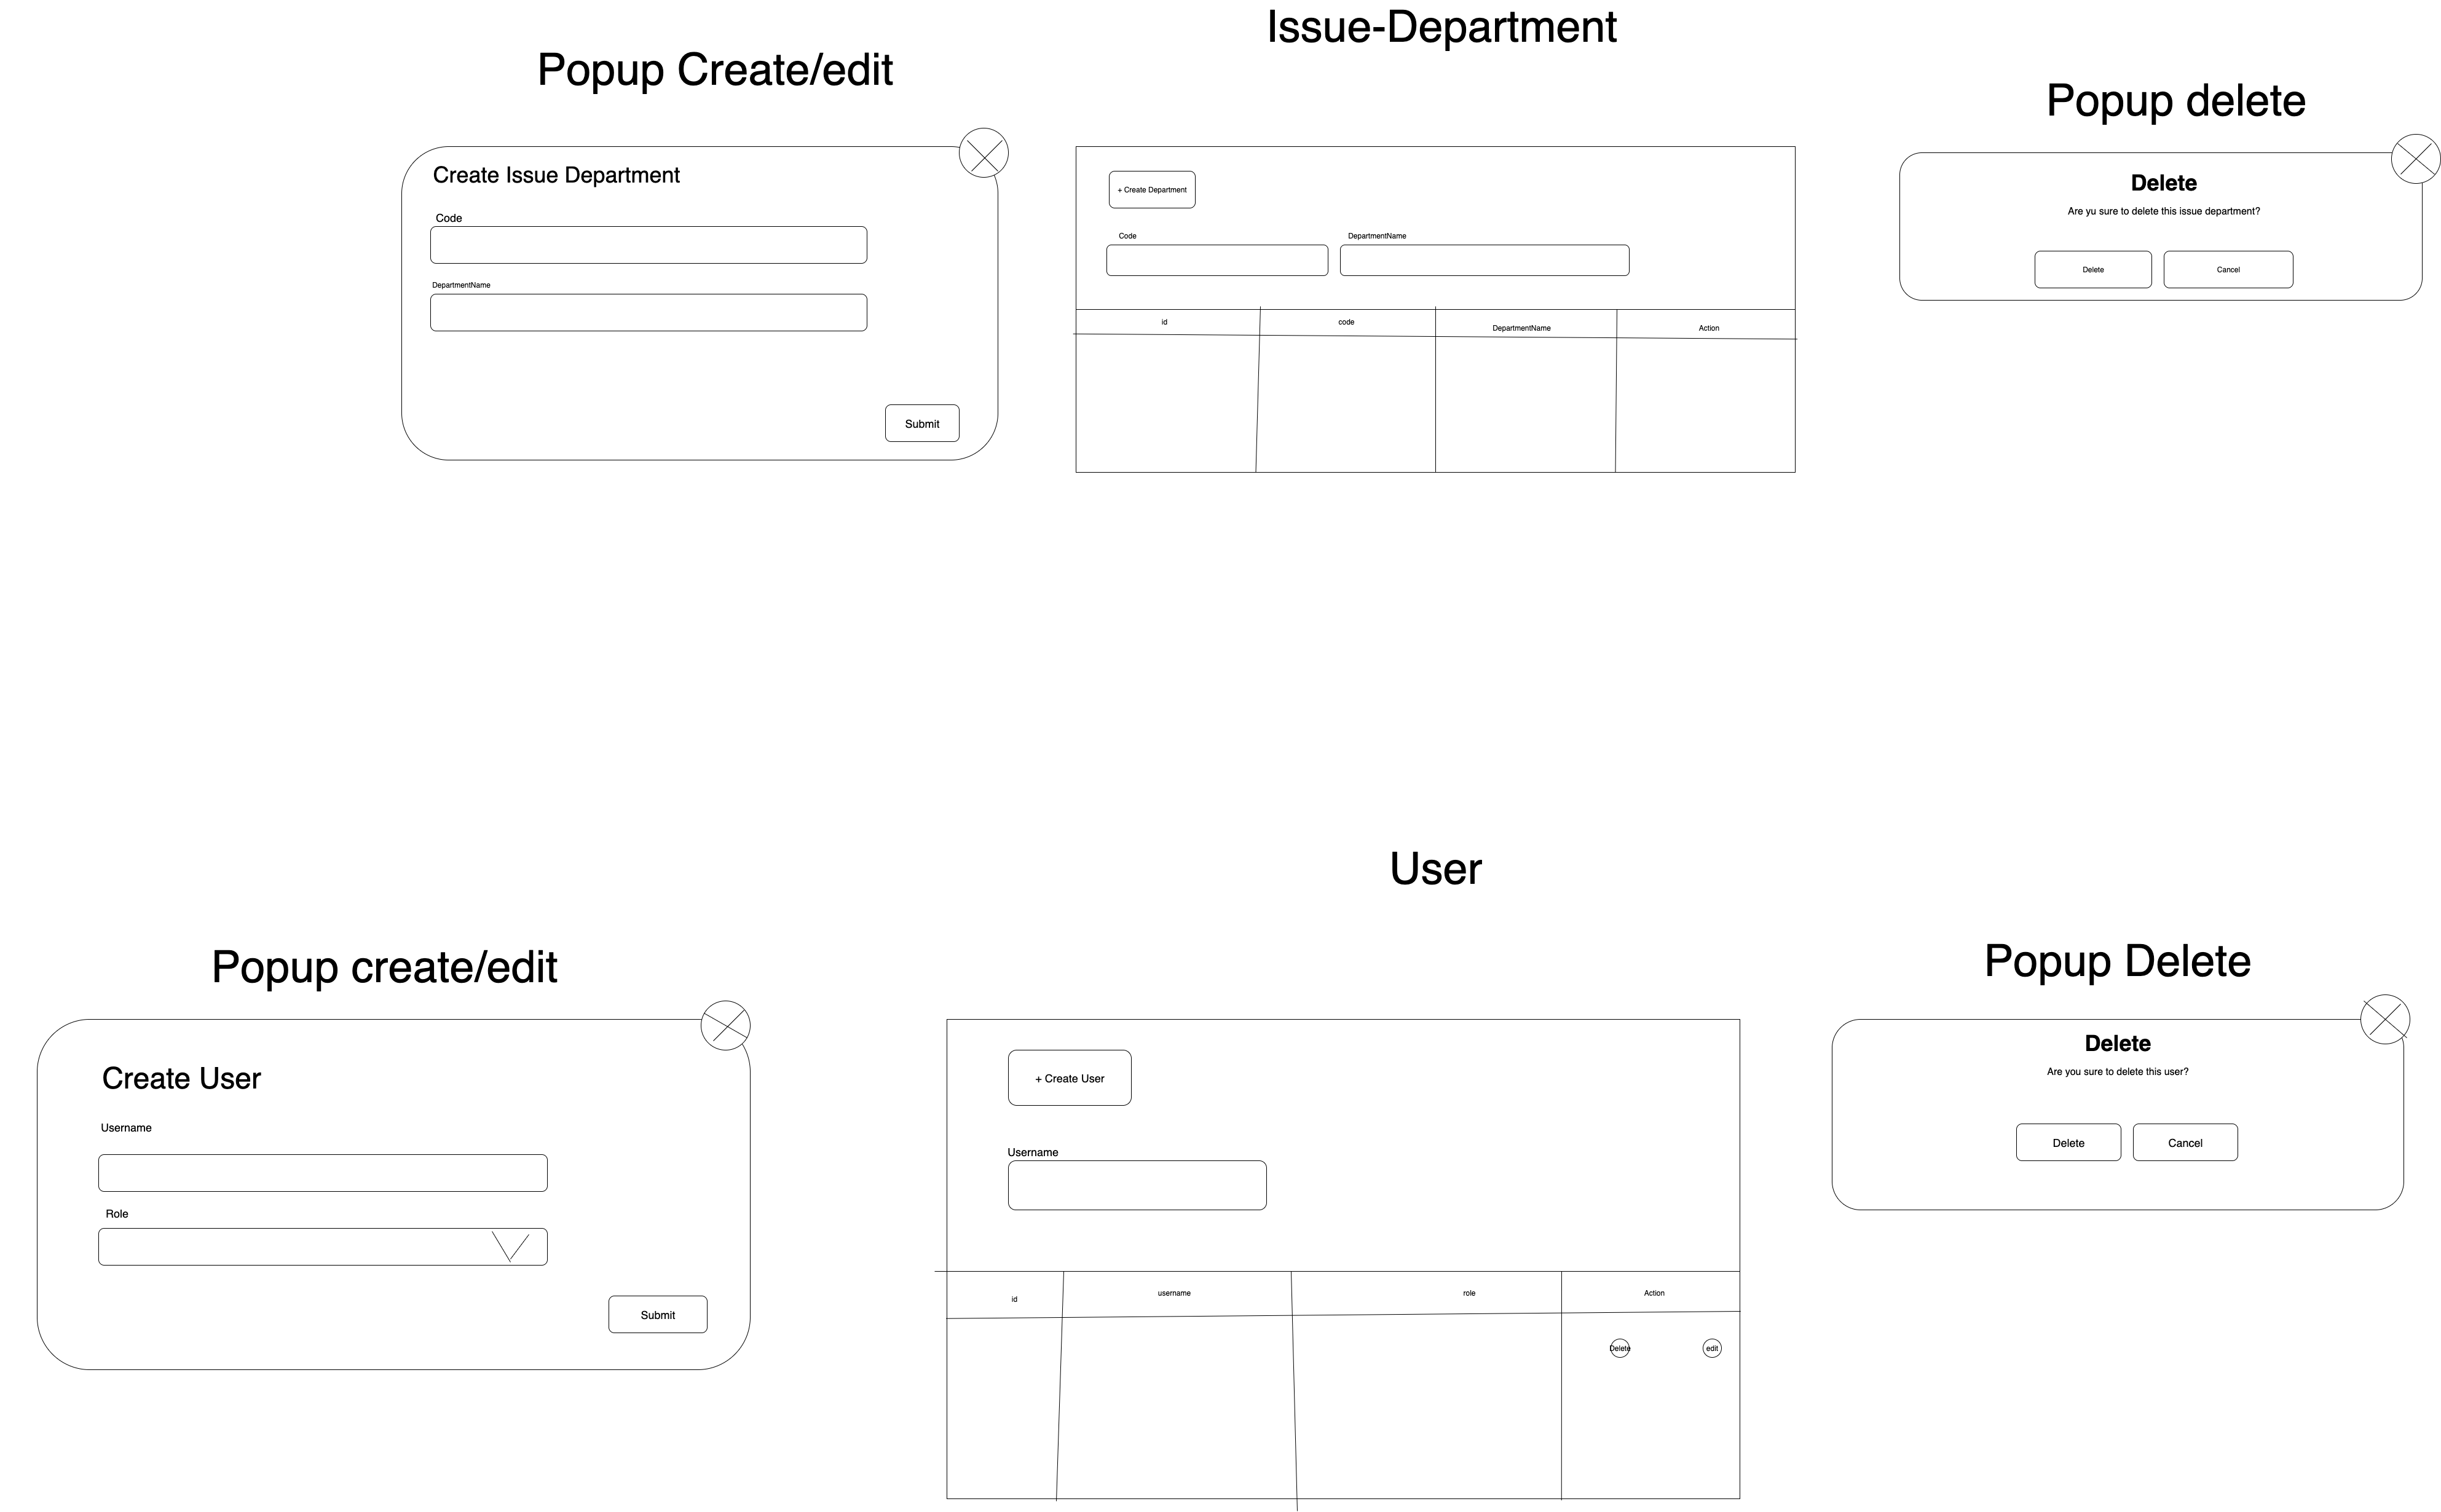 Issue-Department
Popup Create/edit
Popup delete
Create Issue Department
Code
DepartmentName
Submit
+ Create Department
Code
DepartmentName
id
code
DepartmentName
Action
Delete
Are yu sure to delete this issue department?
Delete
Cancel
User
Popup create/edit
Popup Delete
Create User
Username
Role
Submit
+ Create User
Username
id
username
role
Action
Delete
edit
Delete
Are you sure to delete this user?
Delete
Cancel